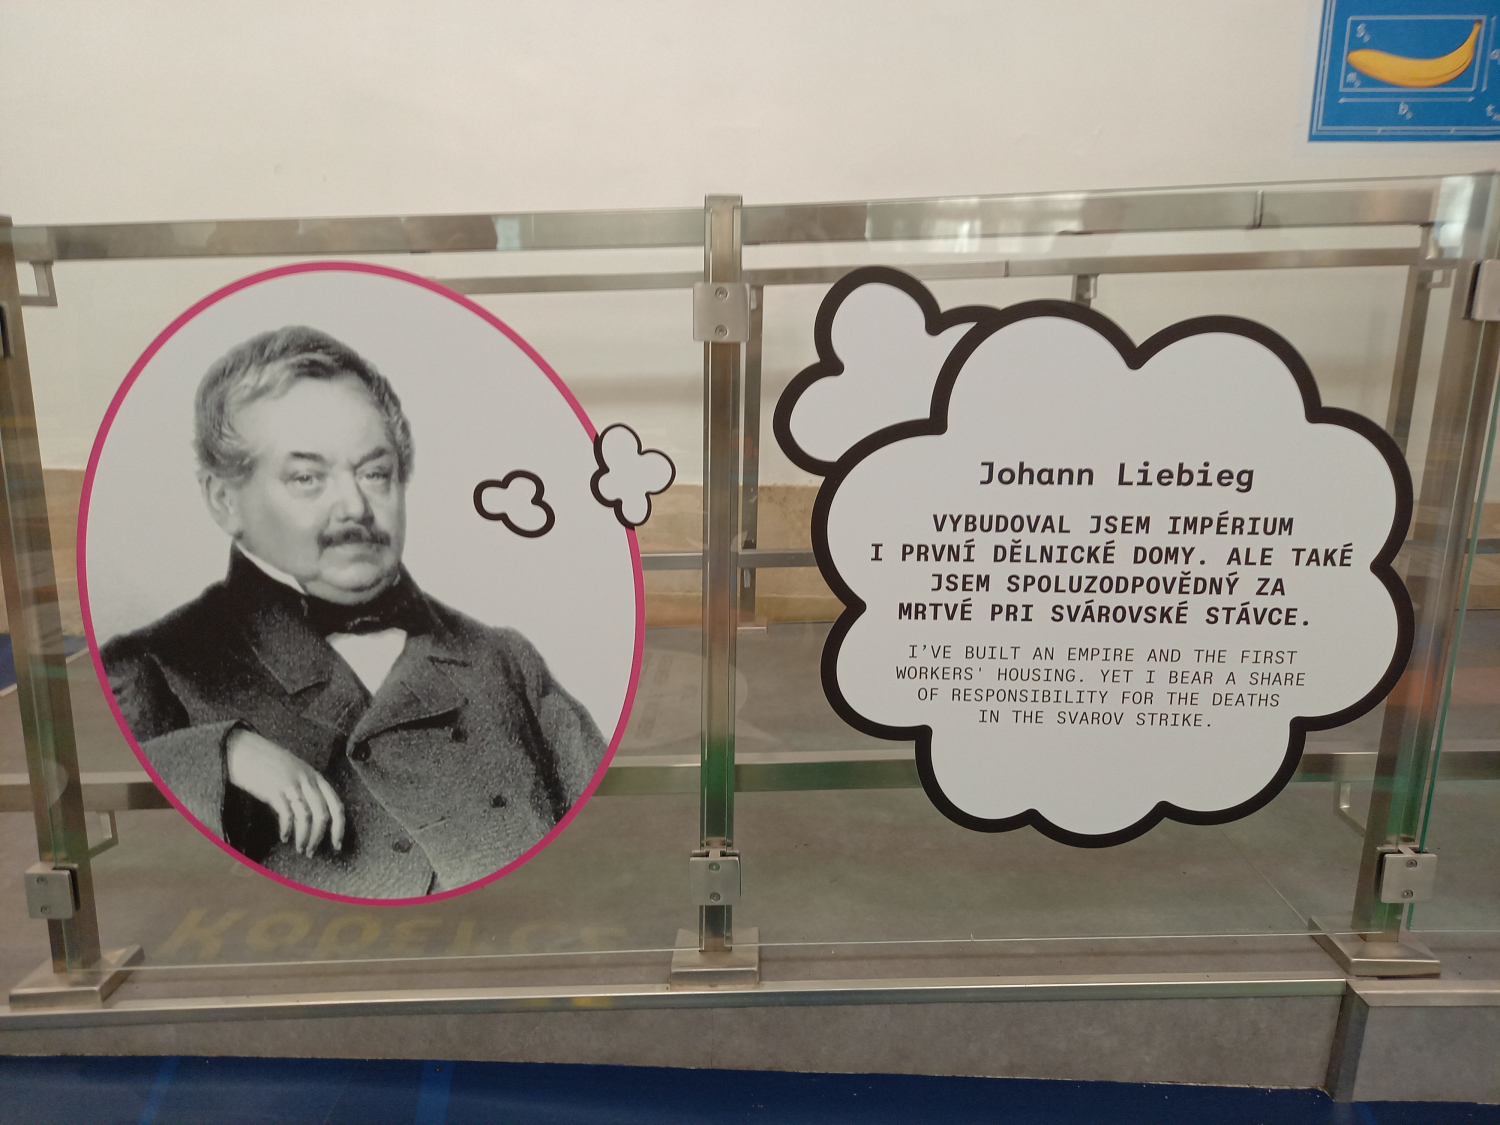 Johann Liebieg
VYBUDOVAL JSEM IMPÉRIUM
I PRVNÍ DĚLNICKÉ DOMY. ALE TAKÉ
JSEM SPOLUZODPOVĚDNÝ ZA
MRTVÉ PRI SVÁROVSKÉ STÁVCE.
I'VE BUILT AN EMPIRE AND THE FIRST
WORKERS' HOUSING. YET I BEAR A SHARE
OF RESPONSIBILITY FOR THE DEATHS
IN THE SVAROV STRIKE.